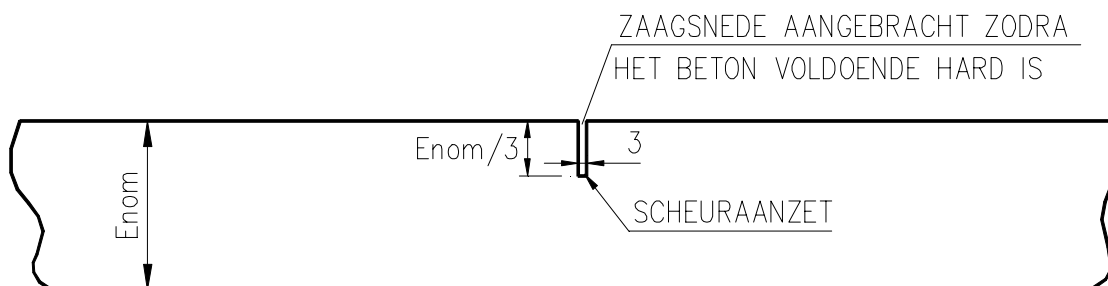 ZAAGSNEDE AANGEBRACHT ZODRA
HET BETON VOLDOENDE HARD IS
Enom/3
3
Enom
SCHEURAANZET